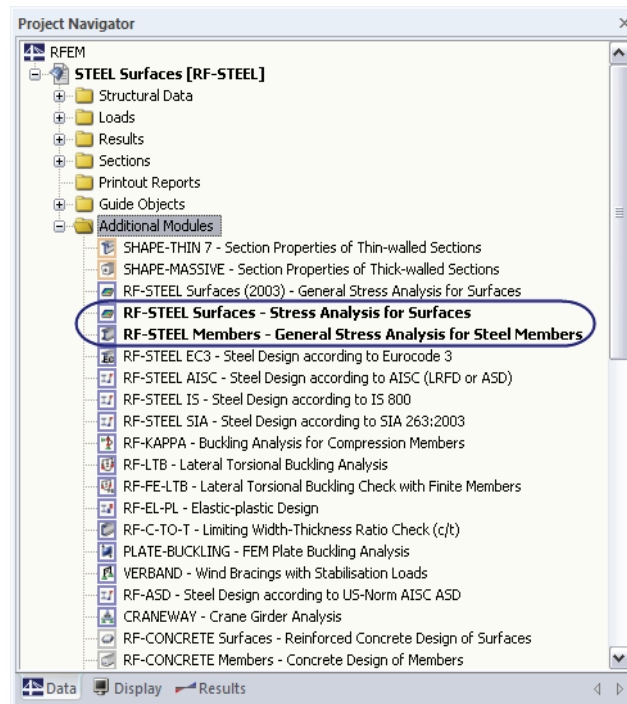 Project Navigator
RFEM
STEEL Surfaces [RF-STEEL]
Structural Data
Loads
Results
Sections
Printout Reports
Guide Objects
Additional Modules
SHAPE-THIN 7 - Section Properties of Thin-walled Sections
SHAPE-MASSIVE - Section Properties of Thick-walled Sections
RF-STEEL Surfaces (2003) - General Stress Analysis for Surfaces
RF-STEEL Surfaces - Stress Analysis for Surfaces
RF-STEEL Members - General Stress Analysis for Steel Members
RF-STEEL EC3 - Steel Design according to Eurocode 3
RF-STEEL AISC - Steel Design according to AISC (LRFD or ASD)
RF-STEEL IS - Steel Design according to IS 800
RF-STEEL SIA - Steel Design according to SIA 263:2003
RF-KAPPA - Buckling Analysis for Compression Members
RF-LTB - Lateral Torsional Buckling Analysis
RF-FE-LTB - Lateral Torsional Buckling Check with Finite Members
RF-EL-PL - Elastic-plastic Design
RF-C-TO-T - Limiting Width-Thickness Ratio Check (c/t)
PLATE-BUCKLING - FEM Plate Buckling Analysis
VERBAND - Wind Bracings with Stabilisation Loads
RF-ASD - Steel Design according to US-Norm AISC ASD
CRANEWAY - Crane Girder Analysis
RF-CONCRETE Surfaces - Reinforced Concrete Design of Surfaces
RF-CONCRETE Members - Concrete Design of Members
Data Display Results